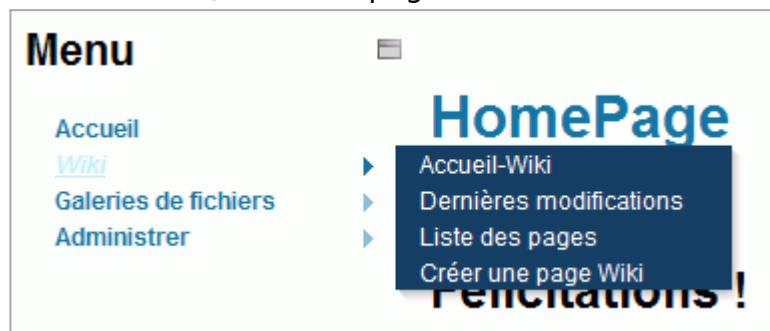 Menu
HomePage
Accueil
Wiki
Galeries de fichiers
Administrer
Accueil-Wiki
Dernières modifications
Liste des pages
Créer une page Wiki
Félicitations !